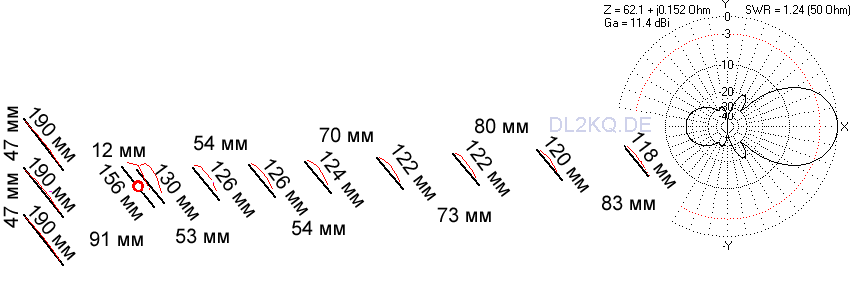 Z = 62.1 + j0.152 Ohm
SWR = 1.24 (50 Ohm)
Ga = 11.4 dBi
Y
0
-3
-10
-20
-30
-40
X
-Y
DL2KQ.DE
47 мм
190 мм
47 мм
190 мм
190 мм
12 мм
156 мм
130 мм
91 мм
53 мм
54 мм
126 мм
126 мм
54 мм
70 мм
124 мм
122 мм
73 мм
80 мм
122 мм
120 мм
118 мм
83 мм